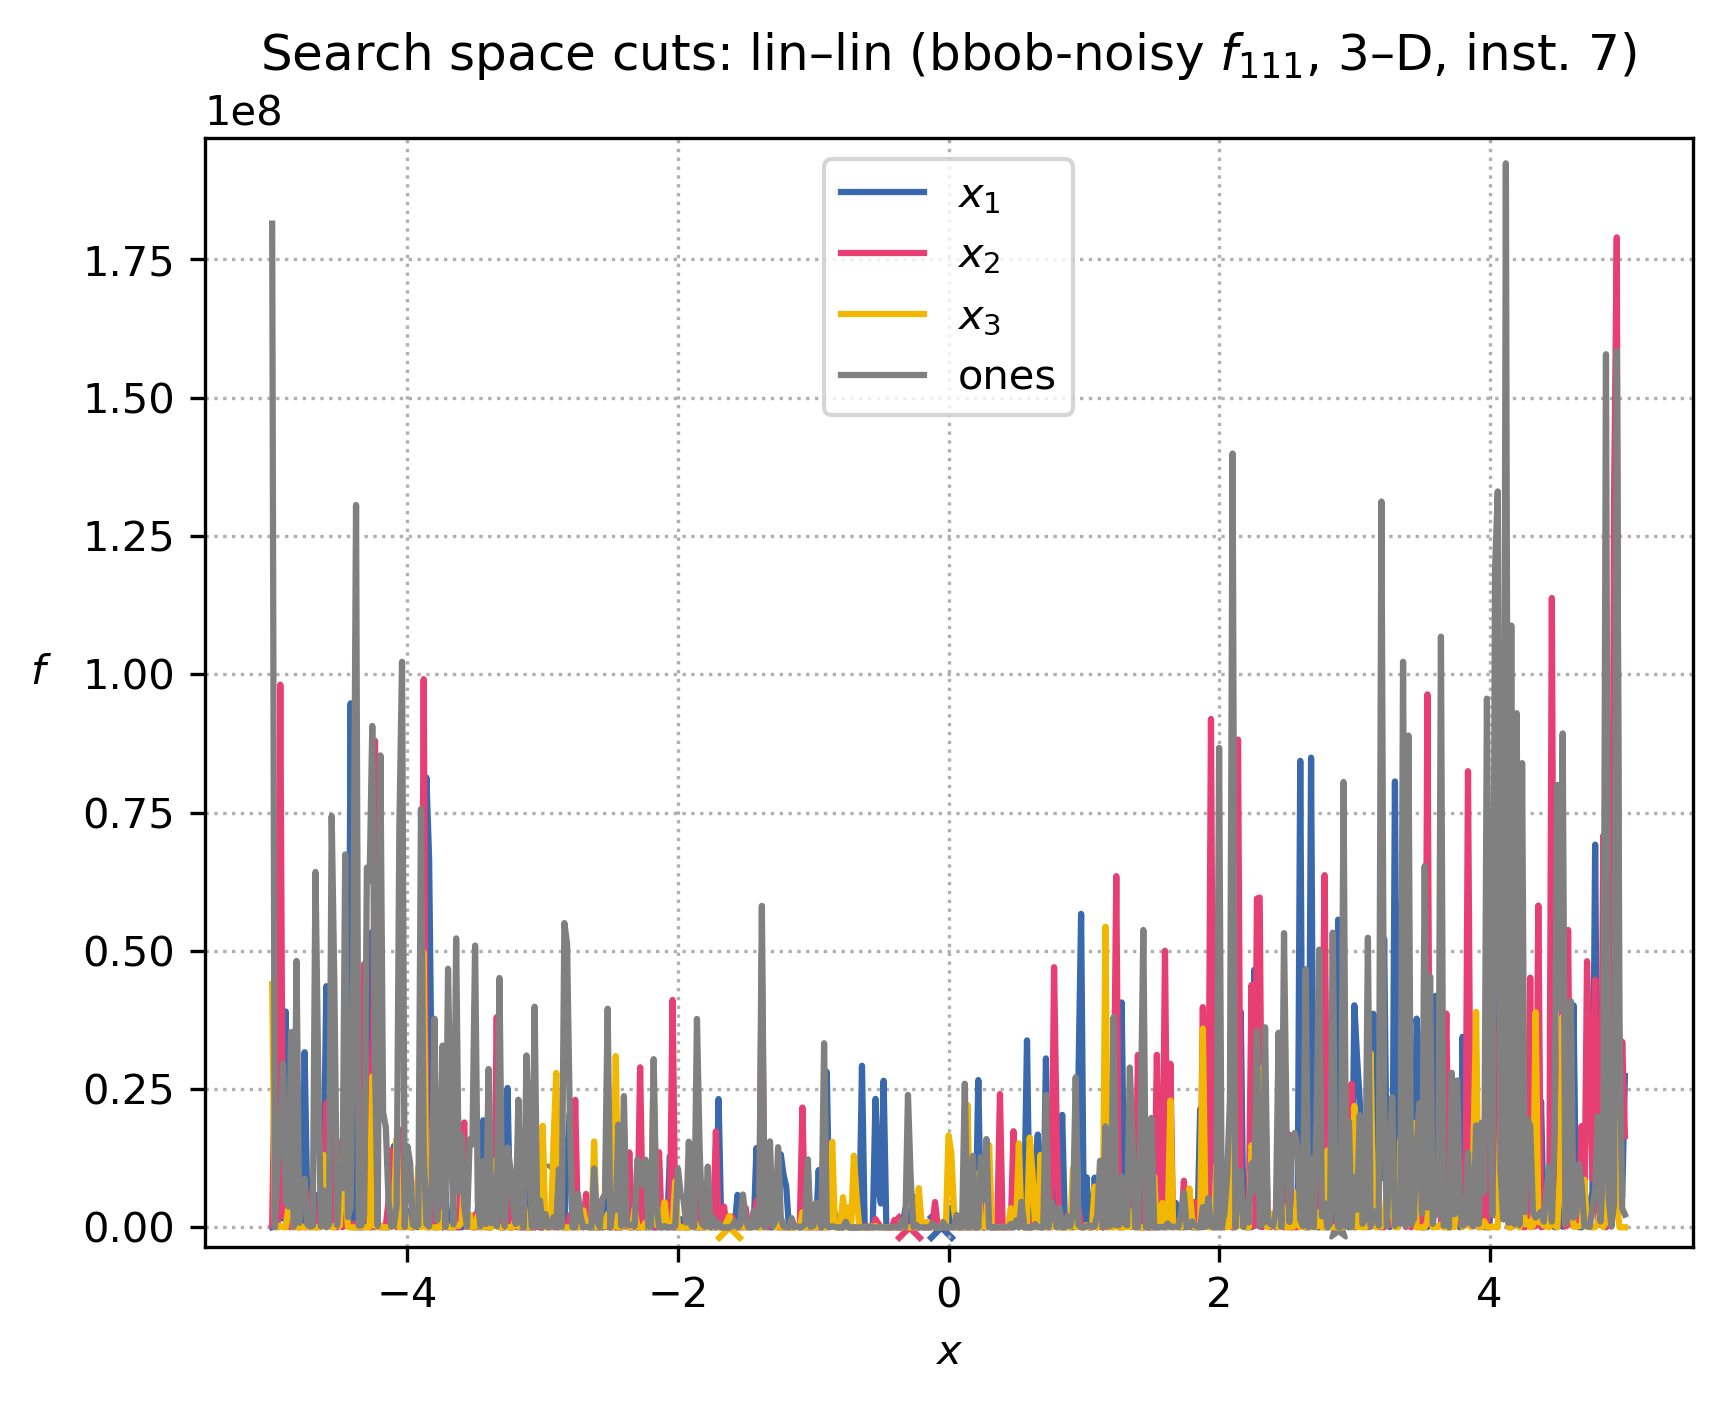 Search space cuts: lin–lin (bbob-noisy f₁₁₁, 3–D, inst. 7)
1e8
x₁
x₂
x₃
ones
1.75
1.50
1.25
1.00
0.75
0.50
0.25
0.00
f
−4 −2 0 2 4
x